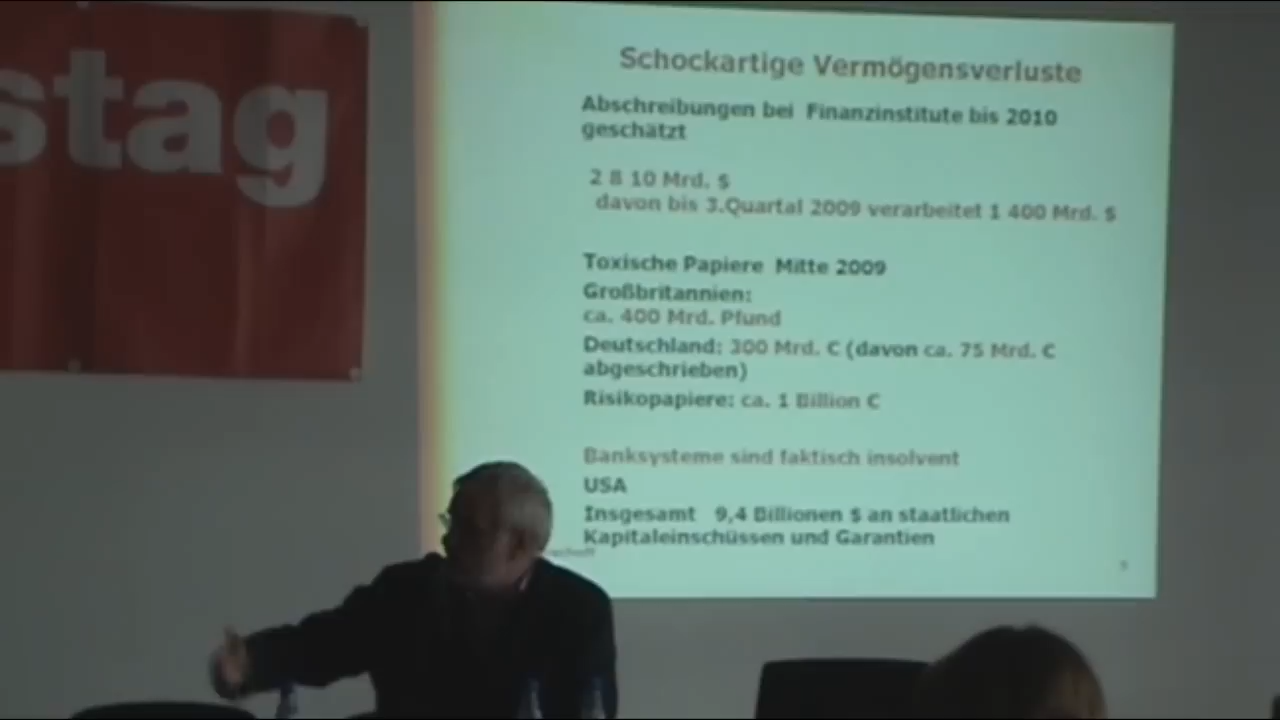 stag
Schockartige Vermögensverluste
Abschreibungen bei Finanzinstitute bis 2010
geschätzt
2 8 10 Mrd. $
davon bis 3.Quartal 2009 verarbeitet 1 400 Mrd. $
Toxische Papiere Mitte 2009
Großbritannien:
ca. 400 Mrd. Pfund
Deutschland: 300 Mrd. € (davon ca. 75 Mrd. €
abgeschrieben)
Risikopapiere: ca. 1 Billion €
Banksysteme sind faktisch insolvent
USA
Insgesamt 9,4 Billionen $ an staatlichen
Kapitaleinschüssen und Garantien